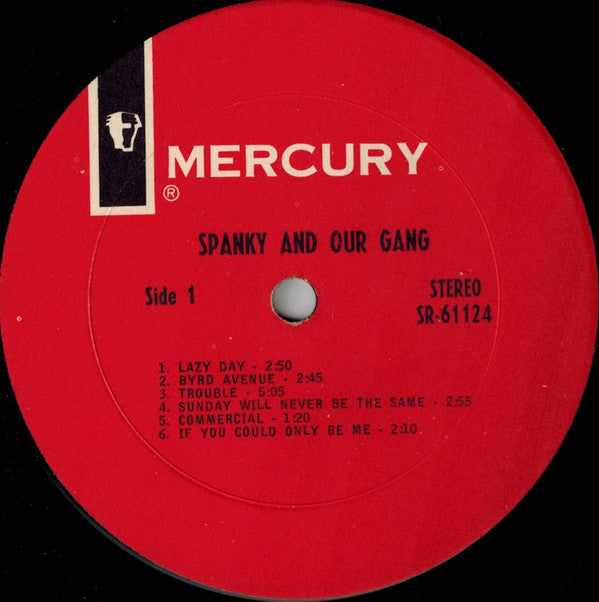 MERCURY
®
SPANKY AND OUR GANG
Side 1
STEREO
SR-61124
1. LAZY DAY - 2:50
2. BYRD AVENUE - 2:45
3. TROUBLE - 5:05
4. SUNDAY WILL NEVER BE THE SAME - 2:55
5. COMMERCIAL - 1:20
6. IF YOU COULD ONLY BE ME - 2:10